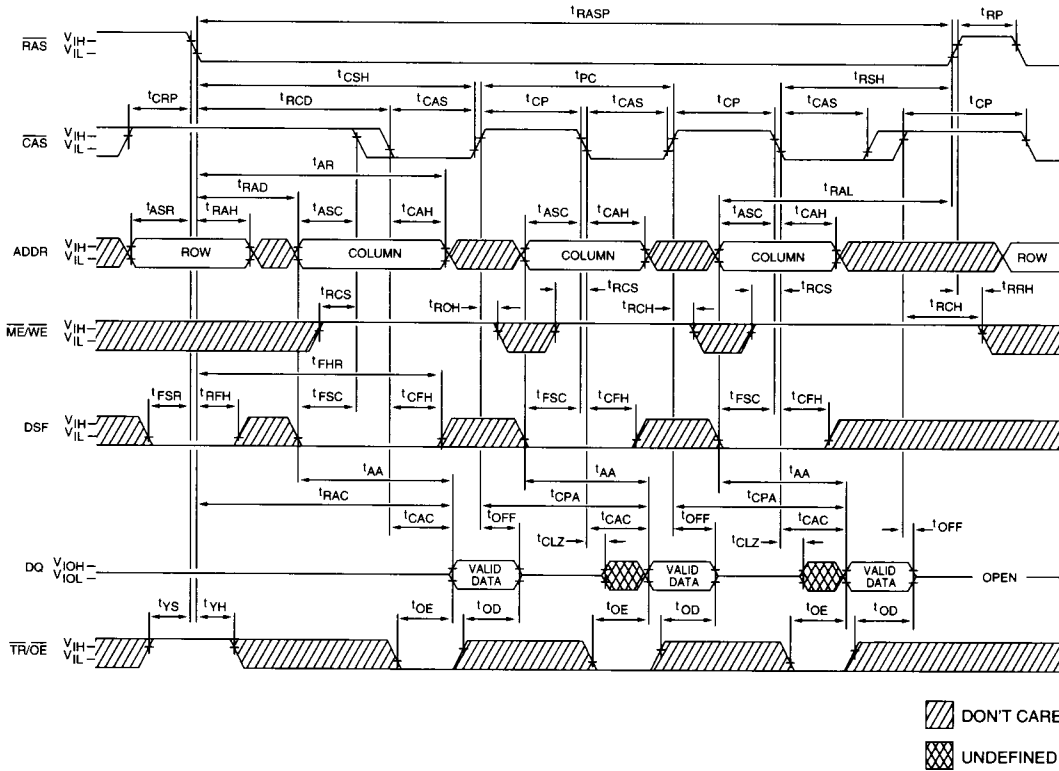 tRASP
tRP
RAS VIH
VIL
tCSH
tPC
tRSH
tCRP
tRCD
tCAS
tCP
tCAS
tCP
tCAS
tCP
CAS VIH
VIL
tAR
tRAD
tRAL
tASR
tRAH
tASC
tCAH
tASC
tCAH
tASC
tCAH
ADDR VIH
VIL
ROW
COLUMN
COLUMN
COLUMN
ROW
tRCS
tRCH
tRCS
tRCH
tRCS
tRCH
tRRH
ME/WE VIH
VIL
tFHR
tFSR
tRFH
tFSC
tCFH
tFSC
tCFH
tFSC
tCFH
DSF VIH
VIL
tAA
tAA
tAA
tRAC
tCPA
tCPA
tCAC
tOFF
tCAC
tOFF
tCAC
tOFF
tCLZ
tCLZ
DQ VIOH
VIOL
VALID
DATA
VALID
DATA
VALID
DATA
OPEN
tYS
tYH
tOE
tOD
tOE
tOD
tOE
tOD
TR/OE VIH
VIL
DON'T CARE
UNDEFINED